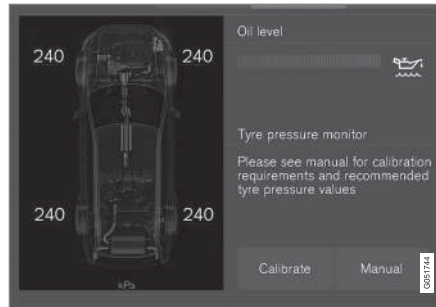 Oil level
240 240
Tyre pressure monitor
Please see manual for calibration
requirements and recommended
tyre pressure values
240 240
Calibrate Manual
kPa
G051744